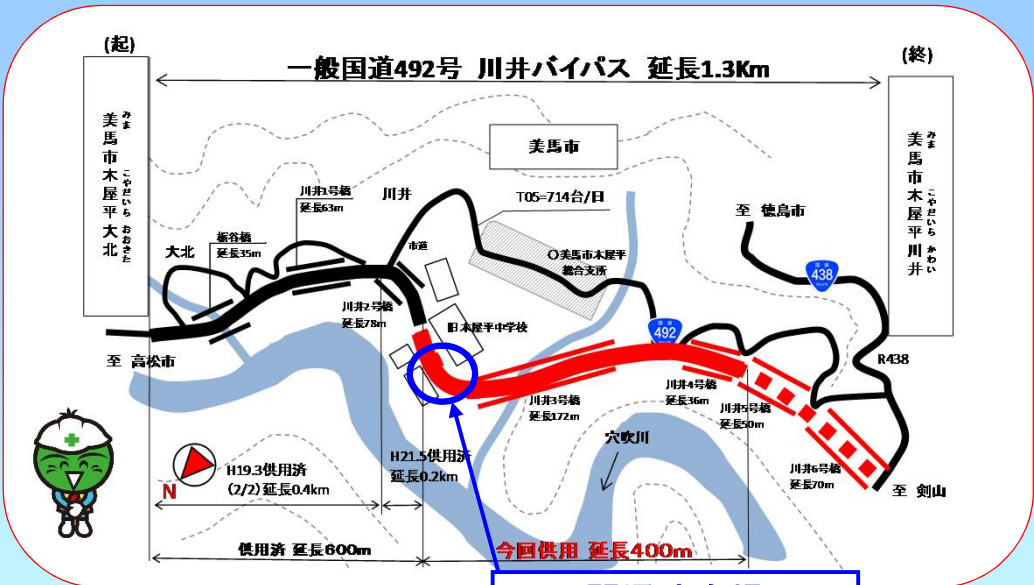 (起)
(終)
一般国道492号 川井バイパス 延長1.3Km
美馬市木屋平大北
みま
こやだいら おおきた
美馬市
美馬市木屋平川井
みま
こやだいら かわい
川井1号橋
延長63m
川井
T05=714台/日
至 徳島市
栃谷橋
延長35m
大北
市道
〇美馬市木屋平
総合支所
国道
438
川井2号橋
延長78m
旧木屋平中学校
492
至 高松市
R438
川井3号橋
延長172m
川井4号橋
延長36m
川井5号橋
延長50m
穴吹川
川井6号橋
延長70m
至 剣山
N
H19.3供用済
(2/2)延長0.4km
H21.5供用済
延長0.2km
供用済 延長600m
今回供用 延長400m